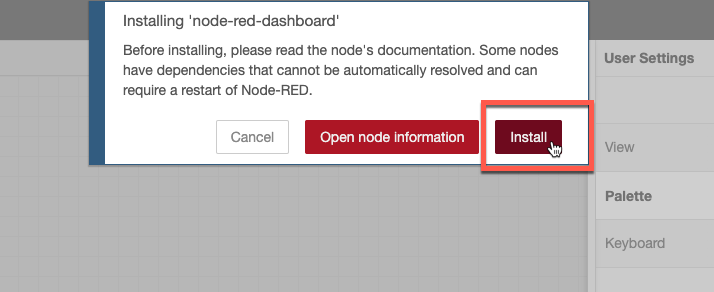 Installing 'node-red-dashboard'
Before installing, please read the node's documentation. Some nodes
have dependencies that cannot be automatically resolved and can
require a restart of Node-RED.
Cancel
Open node information
Install
User Settings
View
Palette
Keyboard